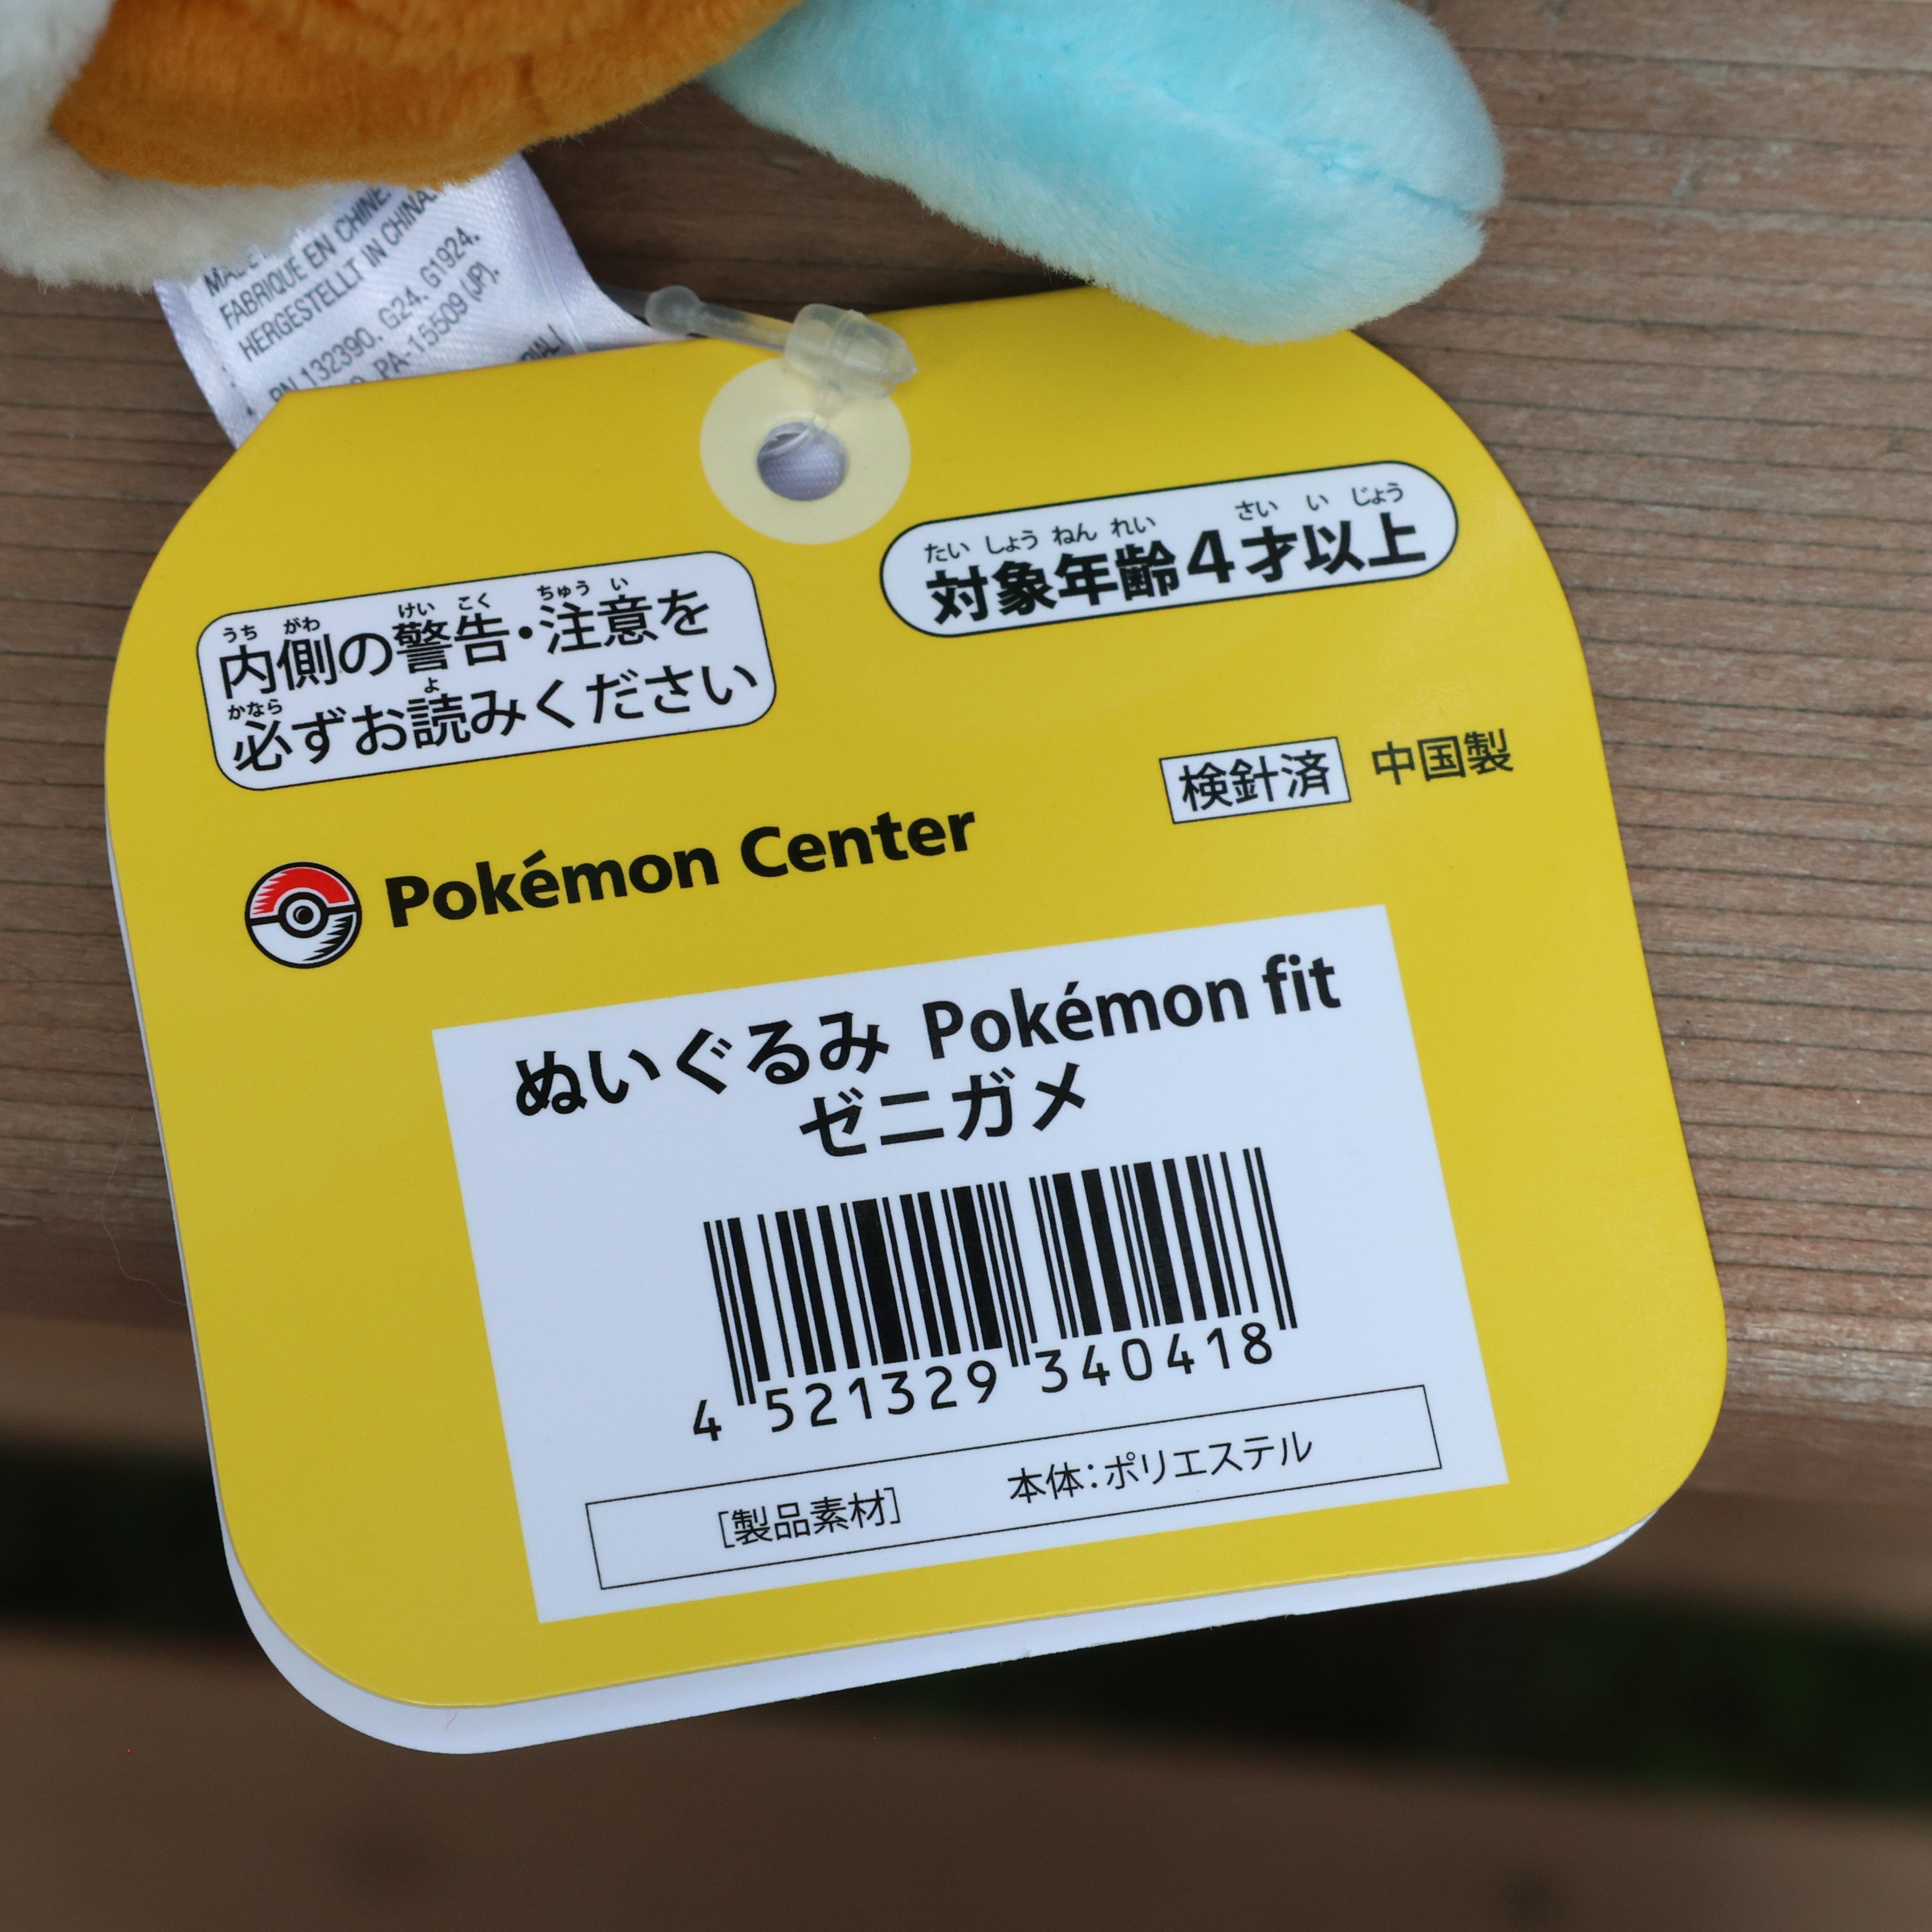 FABRIQUE EN CHINE.
HERGESTELLT IN CHINA.
RN 132390. G24. G1924.
PA-15509 (JP).
たいしょうねんれい さいいじょう
対象年齢4才以上
うちがわ けいこく ちゅうい
内側の警告・注意を
かなら よ
必ずお読みください
検針済 中国製
Pokémon Center
ぬいぐるみ Pokémon fit
ゼニガメ
4 521329 340418
[製品素材] 本体:ポリエステル